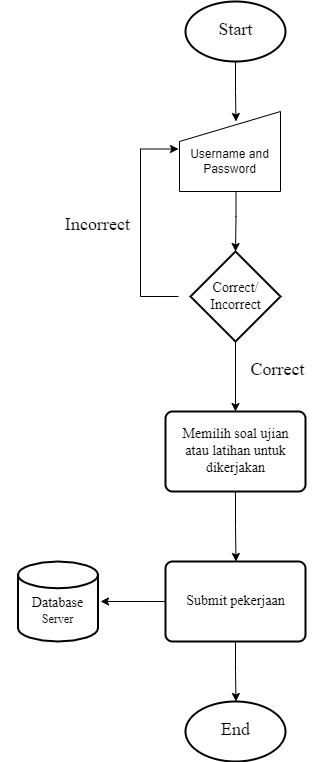 Start
Username and
Password
Incorrect
Correct/
Incorrect
Correct
Memilih soal ujian
atau latihan untuk
dikerjakan
Database
Server
Submit pekerjaan
End